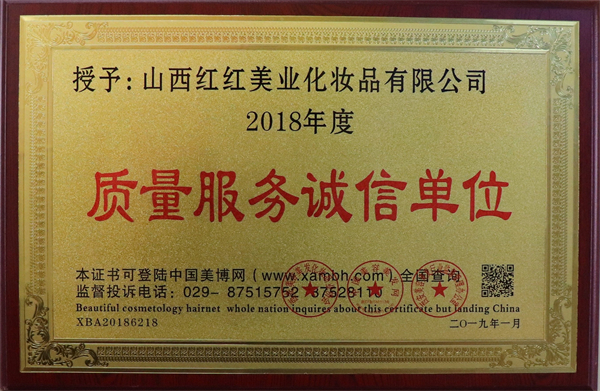 授予：山西红红美业化妆品有限公司
2018年度
质量服务诚信单位
本证书可登陆中国美博网（www.xambh.com）全国查询
监督投诉电话：029- 87515752 87528110
Beautiful cosmetology hairnet whole nation inquires about this certificate but landing China
XBA20186218
二〇一九年一月